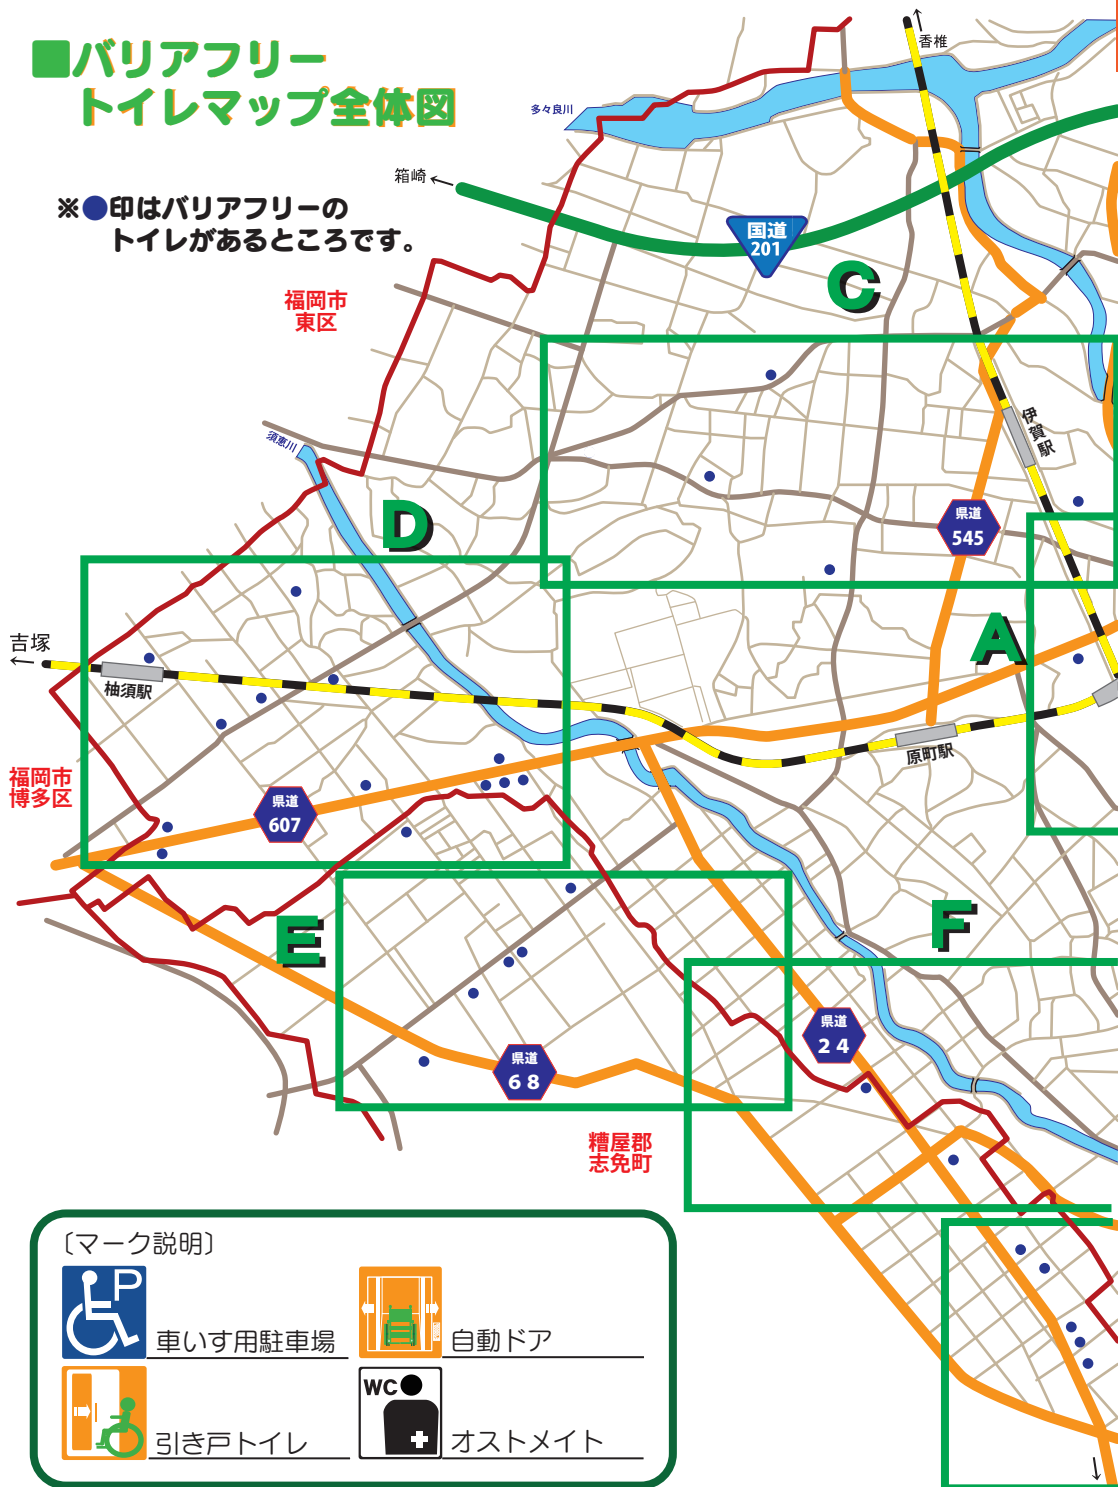 ■バリアフリー
トイレマップ全体図
※●印はバリアフリーの
トイレがあるところです。
香椎
多々良川
箱崎
国道
201
C
福岡市
東区
伊賀駅
須恵川
D
県道
545
A
吉塚
柚須駅
原町駅
福岡市
博多区
県道
607
E
F
県道
24
県道
68
糟屋郡
志免町
〔マーク説明〕
P
車いす用駐車場
自動ドア
引き戸トイレ
WC
オストメイト